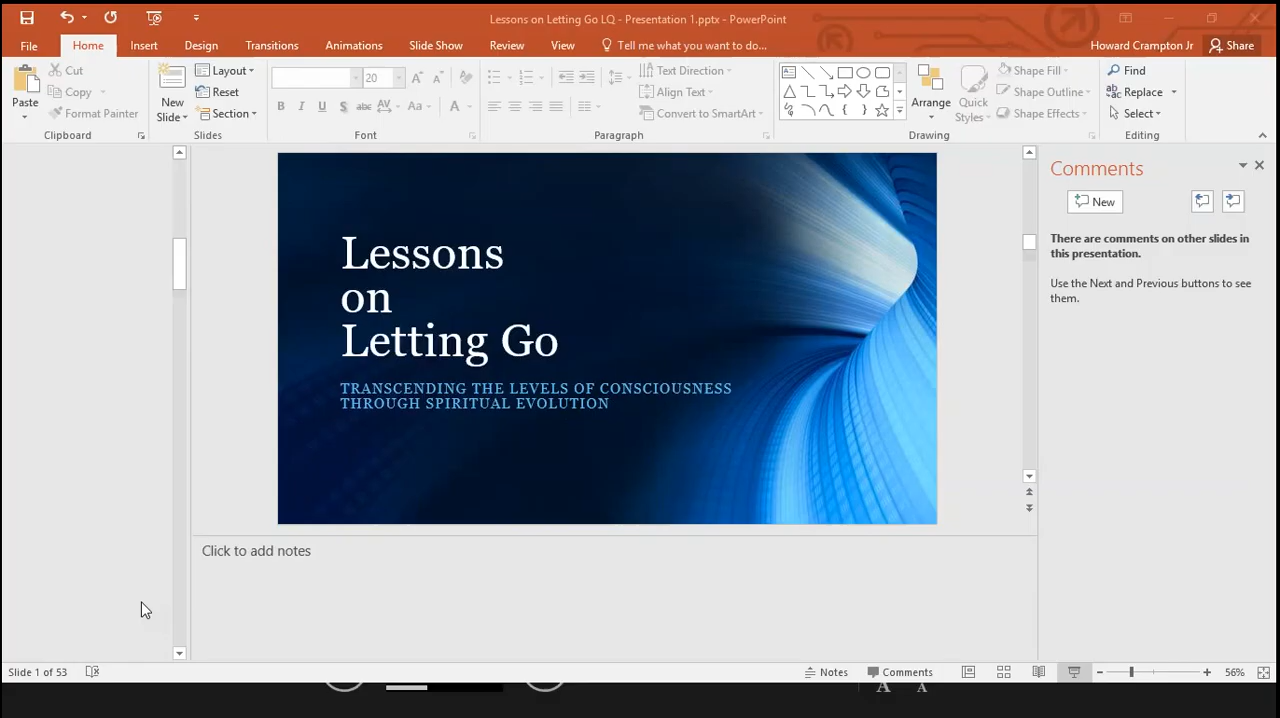 Lessons on Letting Go LQ - Presentation 1.pptx - PowerPoint
File Home Insert Design Transitions Animations Slide Show Review View Tell me what you want to do... Howard Crampton Jr Share
Paste
Cut
Copy
Format Painter
Clipboard
New
Slide
Layout
Reset
Section
Slides
20
B I U S abc AV Aa A
Font
Text Direction
Align Text
Convert to SmartArt
Paragraph
Arrange
Quick
Styles
Shape Fill
Shape Outline
Shape Effects
Drawing
Find
Replace
Select
Editing
Lessons
on
Letting Go
TRANSCENDING THE LEVELS OF CONSCIOUSNESS
THROUGH SPIRITUAL EVOLUTION
Comments
New
There are comments on other slides in
this presentation.
Use the Next and Previous buttons to see
them.
Click to add notes
Slide 1 of 53
Notes Comments 56%
A A